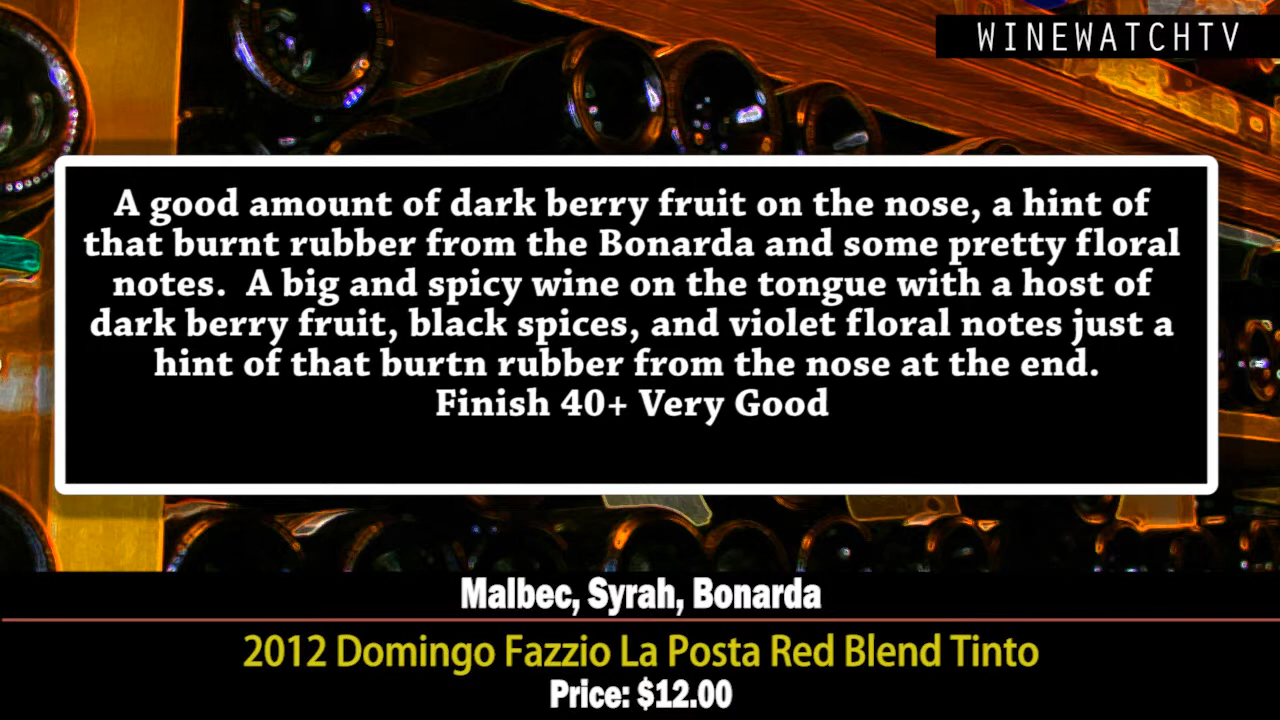 WINEWATCHTV
A good amount of dark berry fruit on the nose, a hint of
that burnt rubber from the Bonarda and some pretty floral
notes.  A big and spicy wine on the tongue with a host of
dark berry fruit, black spices, and violet floral notes just a
hint of that burtn rubber from the nose at the end.
Finish 40+ Very Good
Malbec, Syrah, Bonarda
2012 Domingo Fazzio La Posta Red Blend Tinto
Price: $12.00